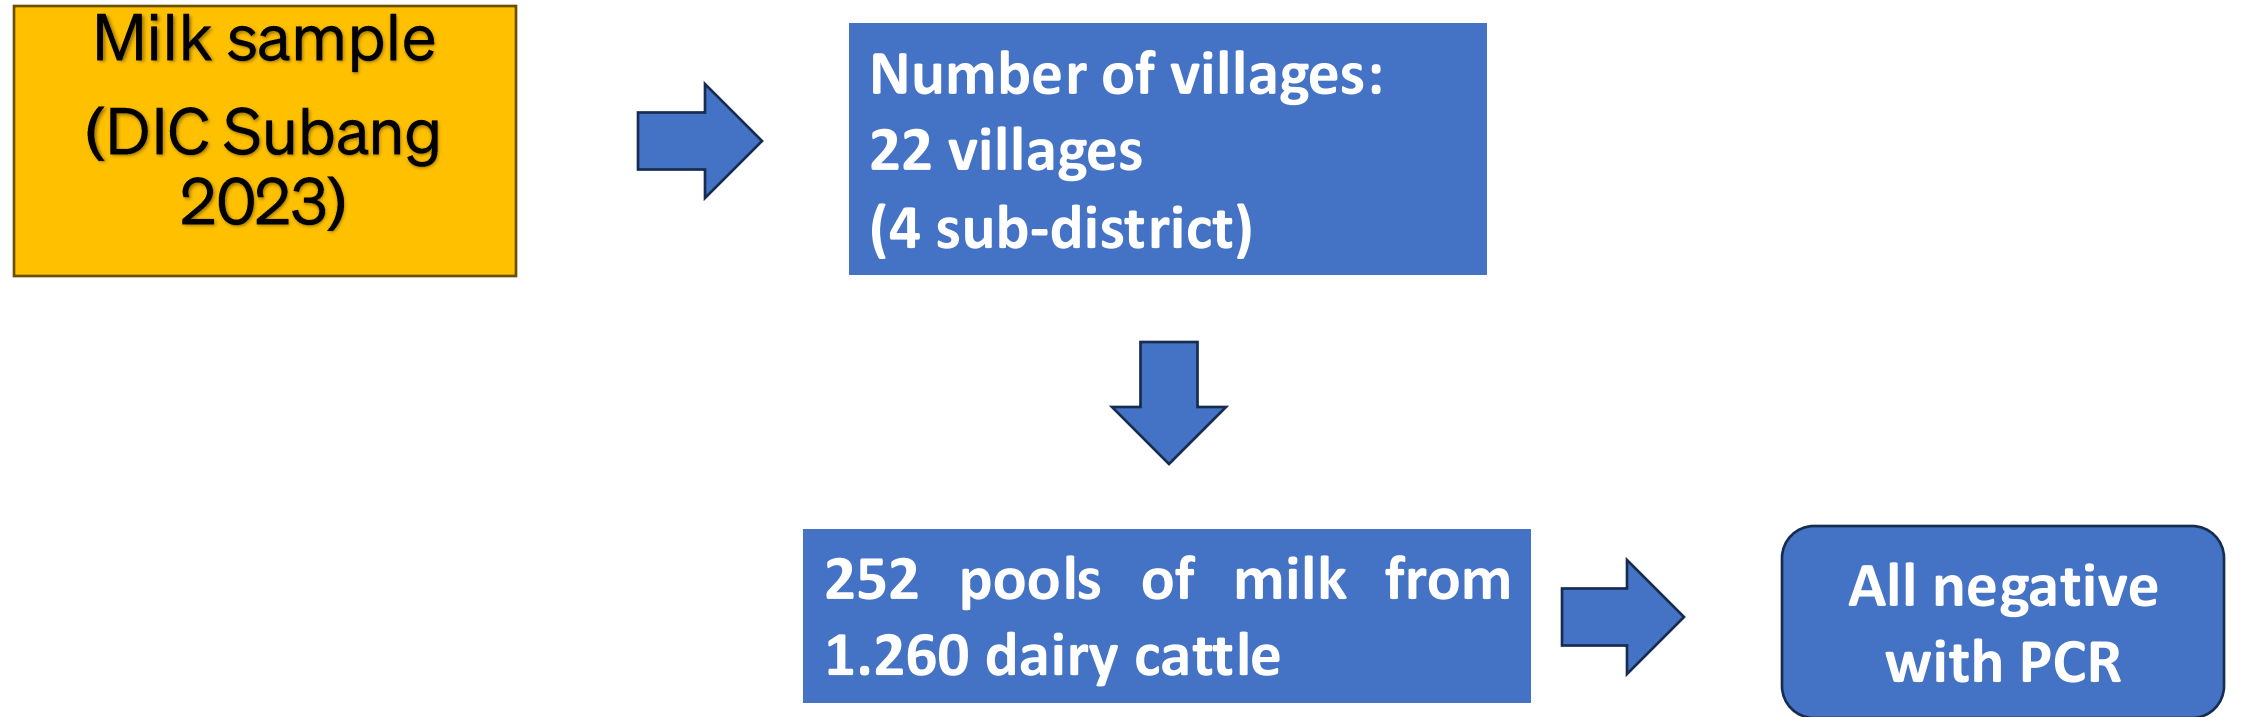 Milk sample
(DIC Subang
2023)
Number of villages:
22 villages
(4 sub-district)
252 pools of milk from
1.260 dairy cattle
All negative
with PCR